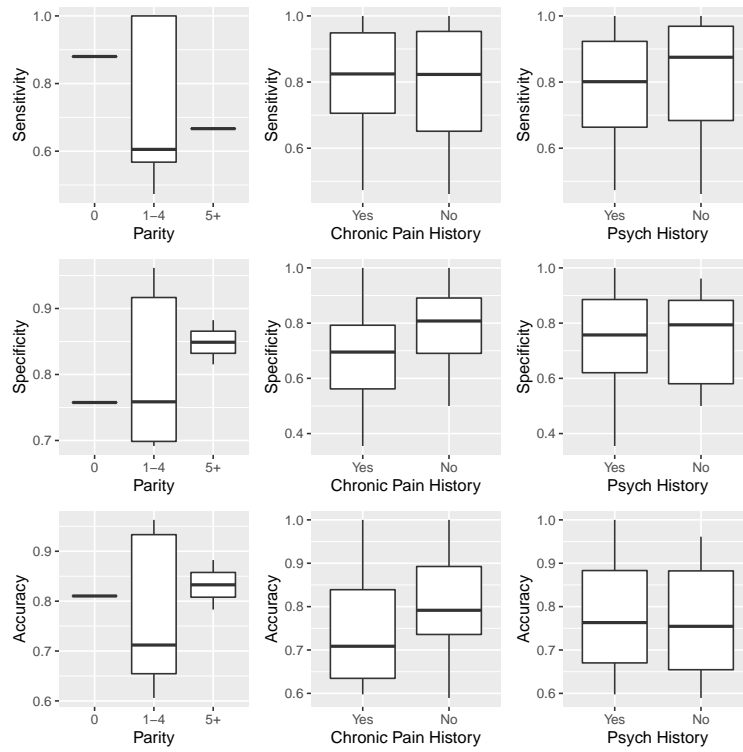 Sensitivity
1.0
0.8
0.6
0 1−4 5+
Parity
Sensitivity
1.0
0.8
0.6
Yes No
Chronic Pain History
Sensitivity
1.0
0.8
0.6
Yes No
Psych History
Specificity
0.9
0.8
0.7
0 1−4 5+
Parity
Specificity
1.0
0.8
0.6
0.4
Yes No
Chronic Pain History
Specificity
1.0
0.8
0.6
0.4
Yes No
Psych History
Accuracy
0.9
0.8
0.7
0.6
0 1−4 5+
Parity
Accuracy
1.0
0.9
0.8
0.7
0.6
Yes No
Chronic Pain History
Accuracy
1.0
0.9
0.8
0.7
0.6
Yes No
Psych History